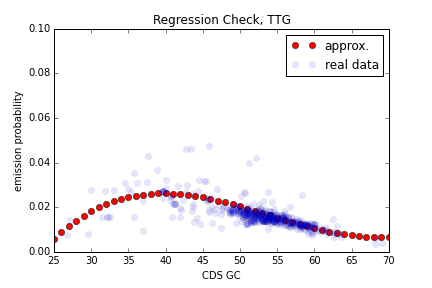 Regression Check, TTG
0.10
0.08
0.06
0.04
0.02
0.00
emission probability
approx.
real data
25 30 35 40 45 50 55 60 65 70
CDS GC